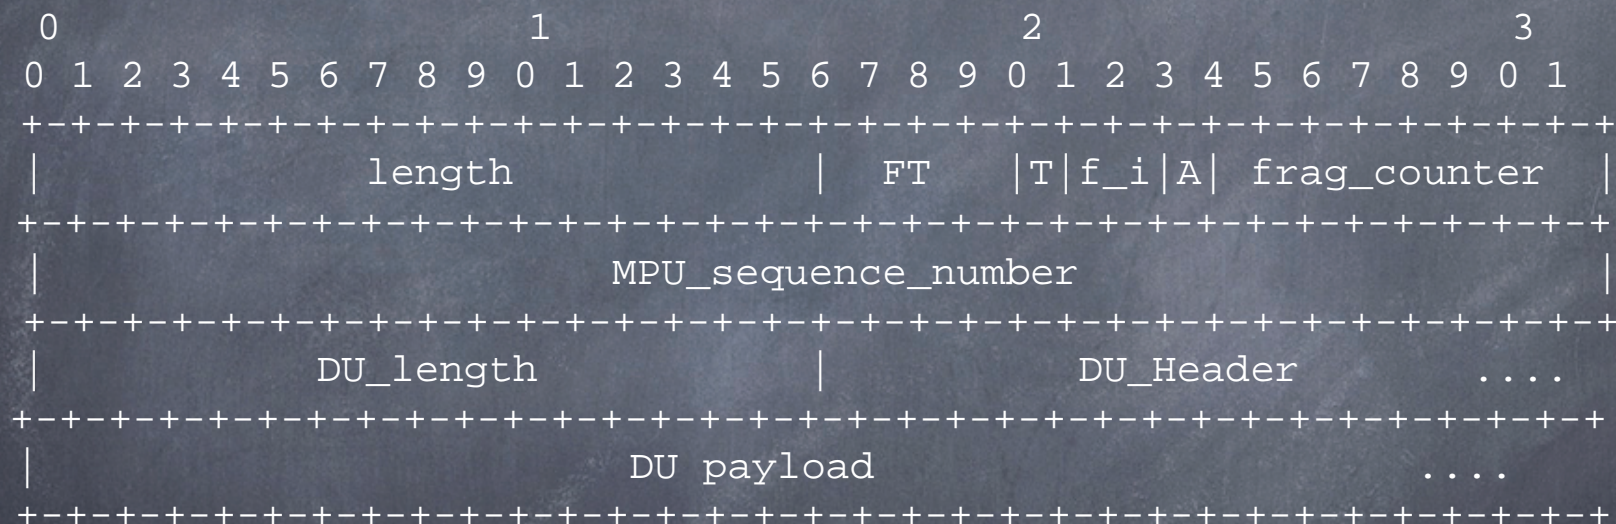 0 1 2 3
0 1 2 3 4 5 6 7 8 9 0 1 2 3 4 5 6 7 8 9 0 1 2 3 4 5 6 7 8 9 0 1
+-+-+-+-+-+-+-+-+-+-+-+-+-+-+-+-+-+-+-+-+-+-+-+-+-+-+-+-+-+-+-+-+
| length | FT |T|f_i|A| frag_counter |
+-+-+-+-+-+-+-+-+-+-+-+-+-+-+-+-+-+-+-+-+-+-+-+-+-+-+-+-+-+-+-+-+
| MPU_sequence_number |
+-+-+-+-+-+-+-+-+-+-+-+-+-+-+-+-+-+-+-+-+-+-+-+-+-+-+-+-+-+-+-+-+
| DU_length | DU_Header ....
+-+-+-+-+-+-+-+-+-+-+-+-+-+-+-+-+-+-+-+-+-+-+-+-+-+-+-+-+-+-+-+-+
| DU payload ....
+-+-+-+-+-+-+-+-+-+-+-+-+-+-+-+-+-+-+-+-+-+-+-+-+-+-+-+-+-+-+-+-+